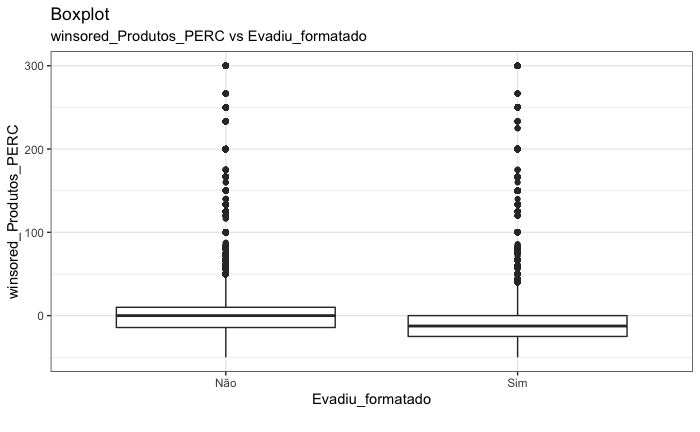 Boxplot
winsored_Produtos_PERC vs Evadiu_formatado
winsored_Produtos_PERC
300
200
100
0
Não
Sim
Evadiu_formatado